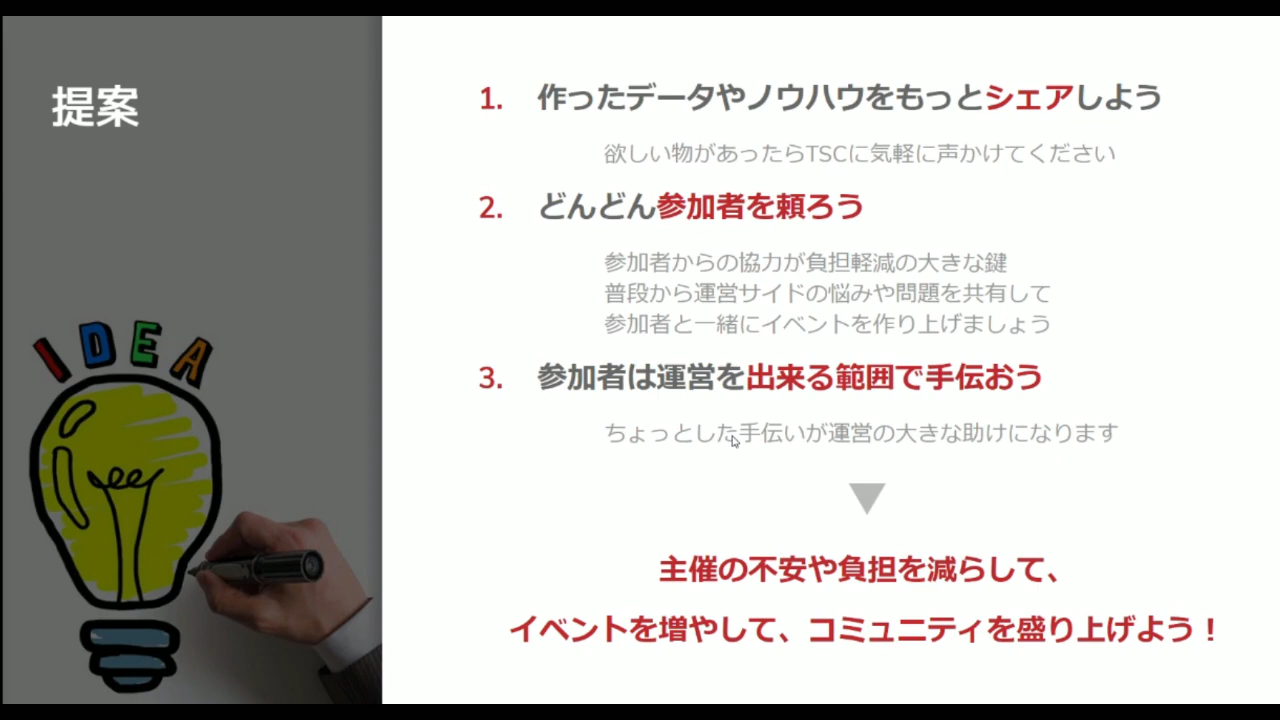 提案
IDEA
1. 作ったデータやノウハウをもっとシェアしよう
欲しい物があったらTSCに気軽に声かけてください
2. どんどん参加者を頼ろう
参加者からの協力が負担軽減の大きな鍵
普段から運営サイドの悩みや問題を共有して
参加者と一緒にイベントを作り上げましょう
3. 参加者は運営を出来る範囲で手伝おう
ちょっとした手伝いが運営の大きな助けになります
主催の不安や負担を減らして、
イベントを増やして、コミュニティを盛り上げよう！